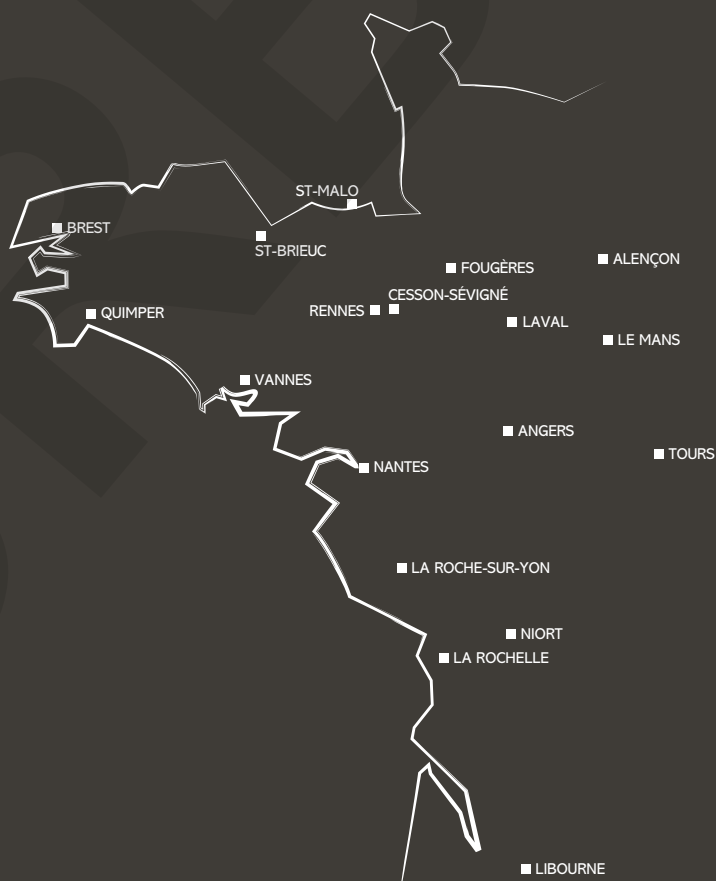 ST-MALO
BREST
ST-BRIEUC
ALENÇON
FOUGÈRES
CESSON-SÉVIGNÉ
RENNES
QUIMPER
LAVAL
LE MANS
VANNES
ANGERS
TOURS
NANTES
LA ROCHE-SUR-YON
NIORT
LA ROCHELLE
LIBOURNE